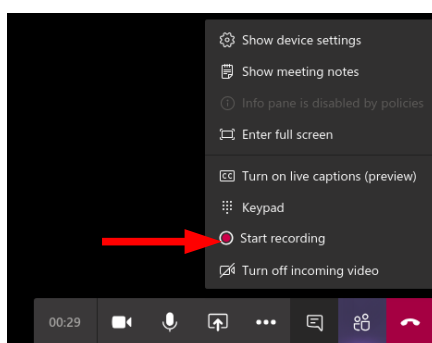 Show device settings
Show meeting notes
Info pane is disabled by policies
Enter full screen
CC Turn on live captions (preview)
Keypad
Start recording
Turn off incoming video
00:29